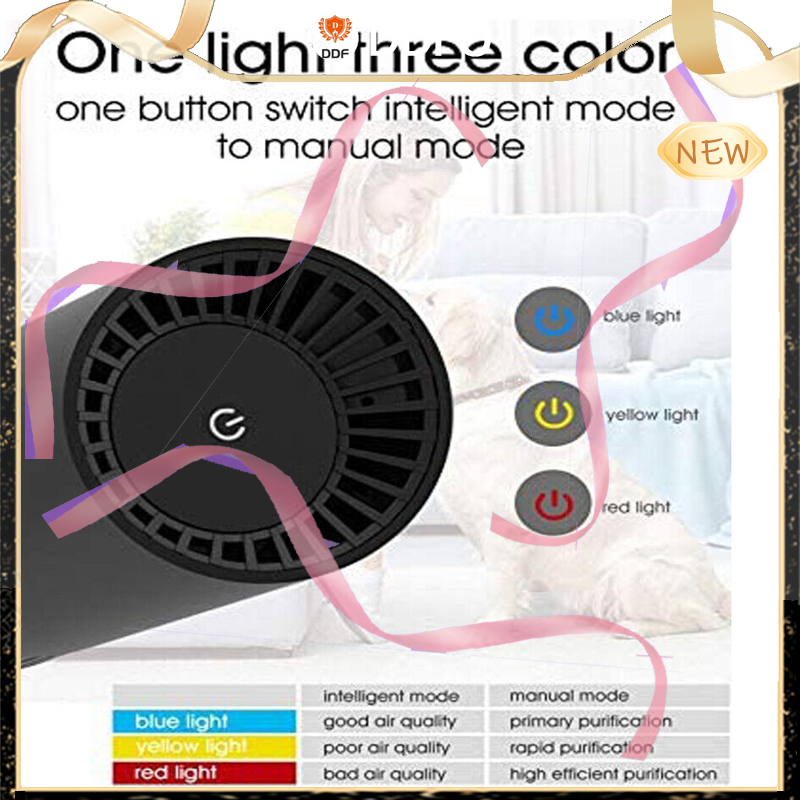 One light three color
DDF
one button switch intelligent mode
to manual mode
NEW
blue light
yellow light
red light
intelligent mode manual mode
blue light good air quality primary purification
yellow light poor air quality rapid purification
red light bad air quality high efficient purification